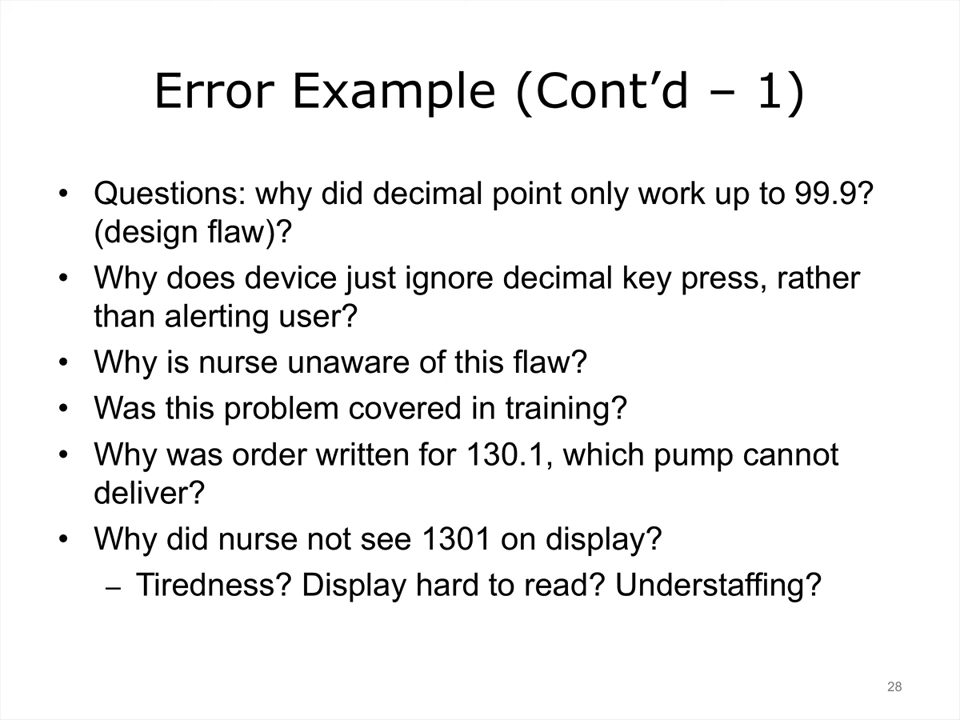 Error Example (Cont’d – 1)
• Questions: why did decimal point only work up to 99.9?
(design flaw)?
• Why does device just ignore decimal key press, rather
than alerting user?
• Why is nurse unaware of this flaw?
• Was this problem covered in training?
• Why was order written for 130.1, which pump cannot
deliver?
• Why did nurse not see 1301 on display?
– Tiredness? Display hard to read? Understaffing?
28